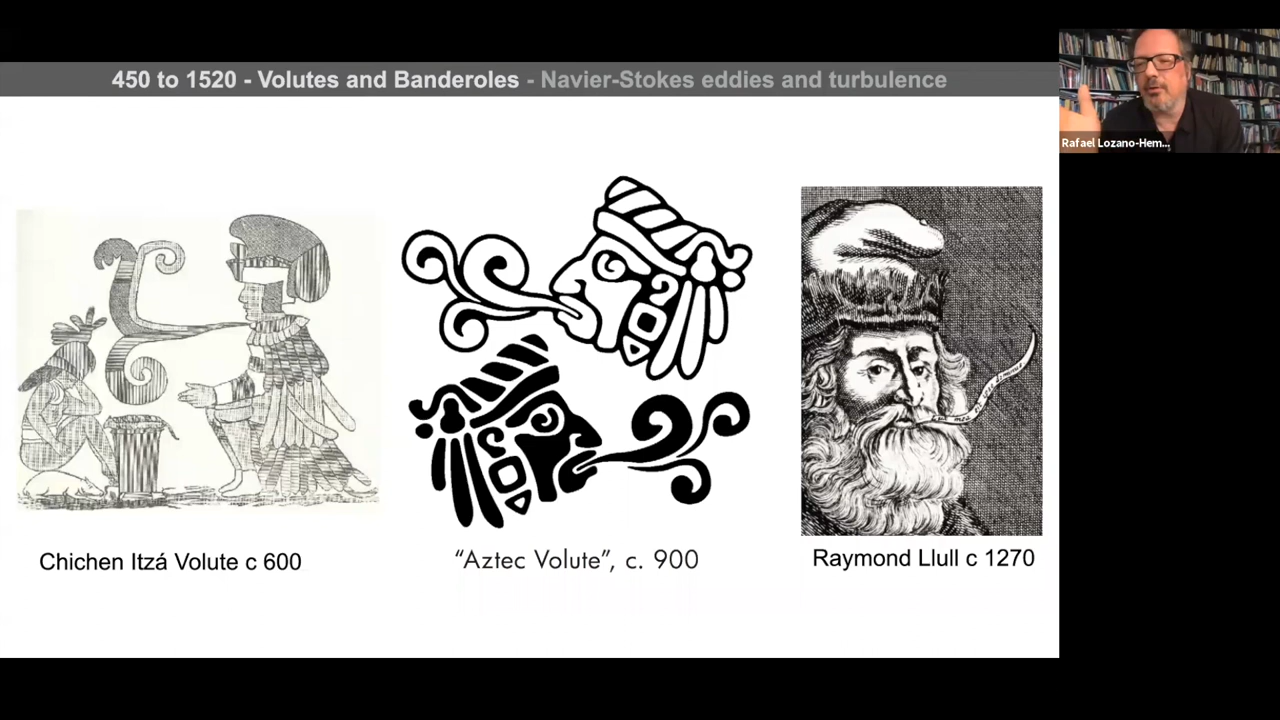 450 to 1520 - Volutes and Banderoles - Navier-Stokes eddies and turbulence
Rafael Lozano-Hem...
Chichen Itzá Volute c 600
“Aztec Volute”, c. 900
Raymond Llull c 1270